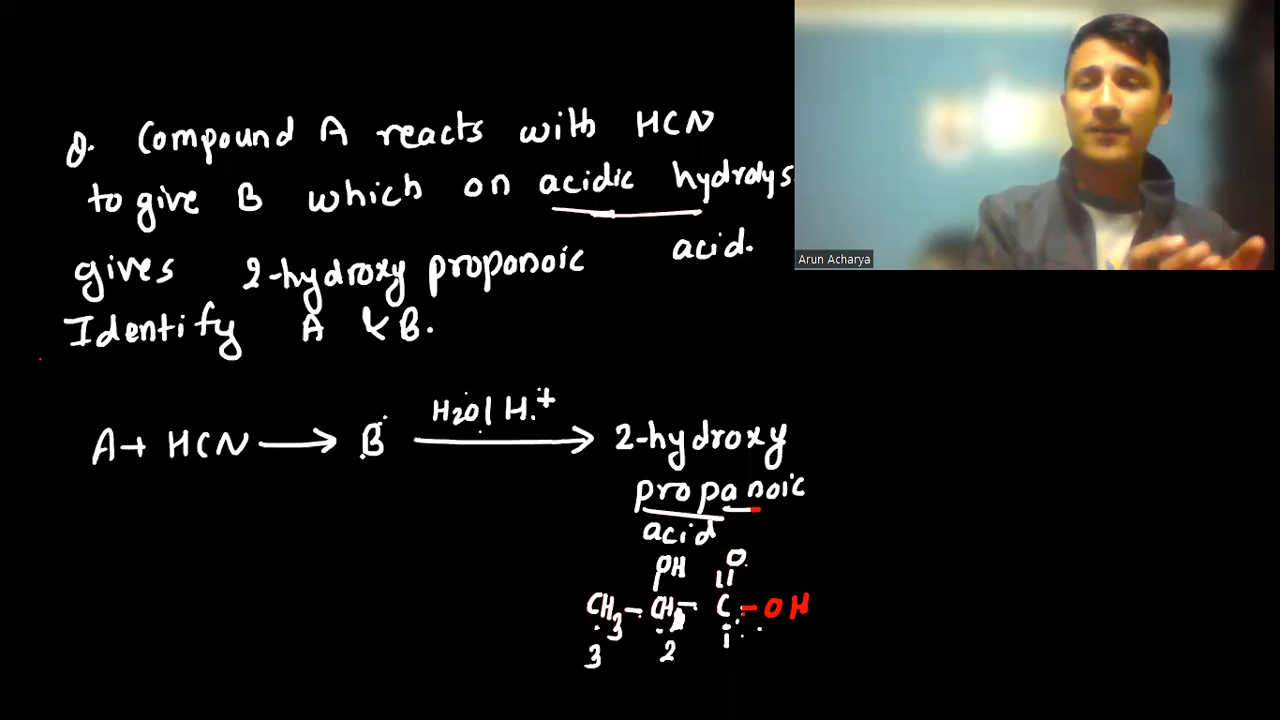 Q. Compound A reacts with HCN
to give B which on acidic hydrolys
gives 2-hydroxy propanoic acid.
Identify A & B.
Arun Acharya
A + HCN → B H2O/H+ → 2-hydroxy
propanoic
acid
OH O
CH3 - CH - C - OH
3 2 1